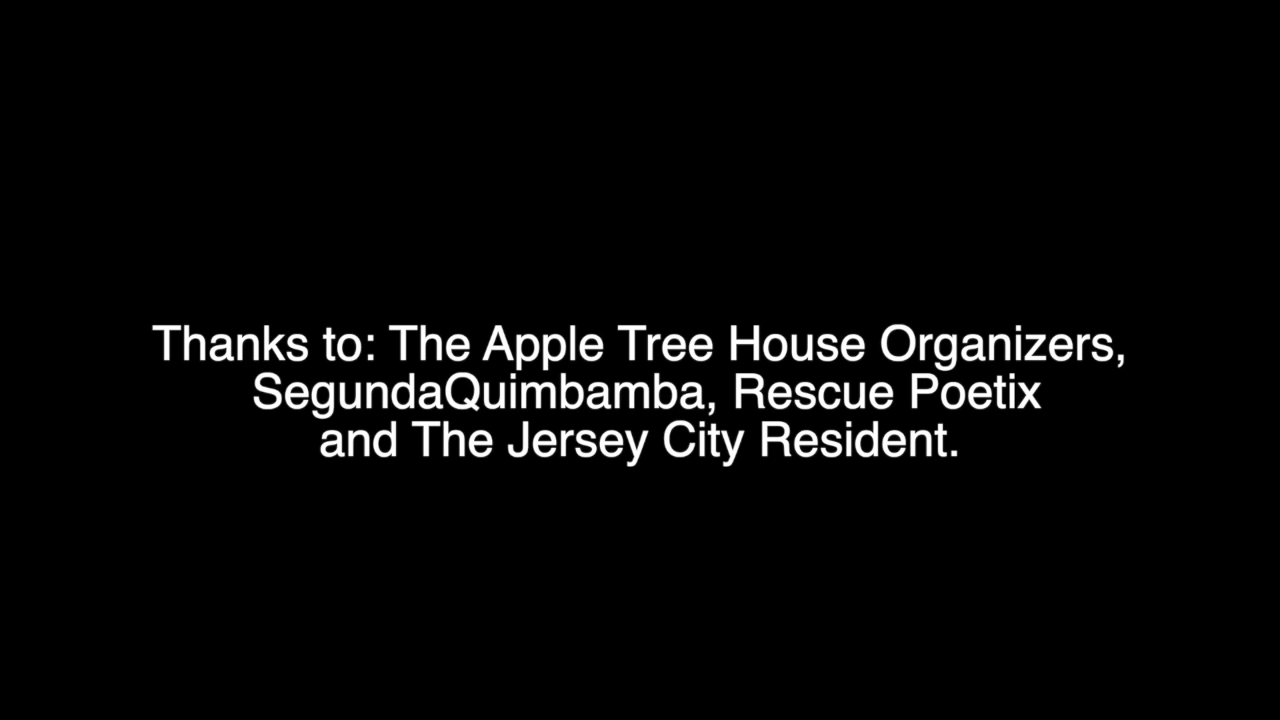 Thanks to: The Apple Tree House Organizers,
SegundaQuimbamba, Rescue Poetix
and The Jersey City Resident.